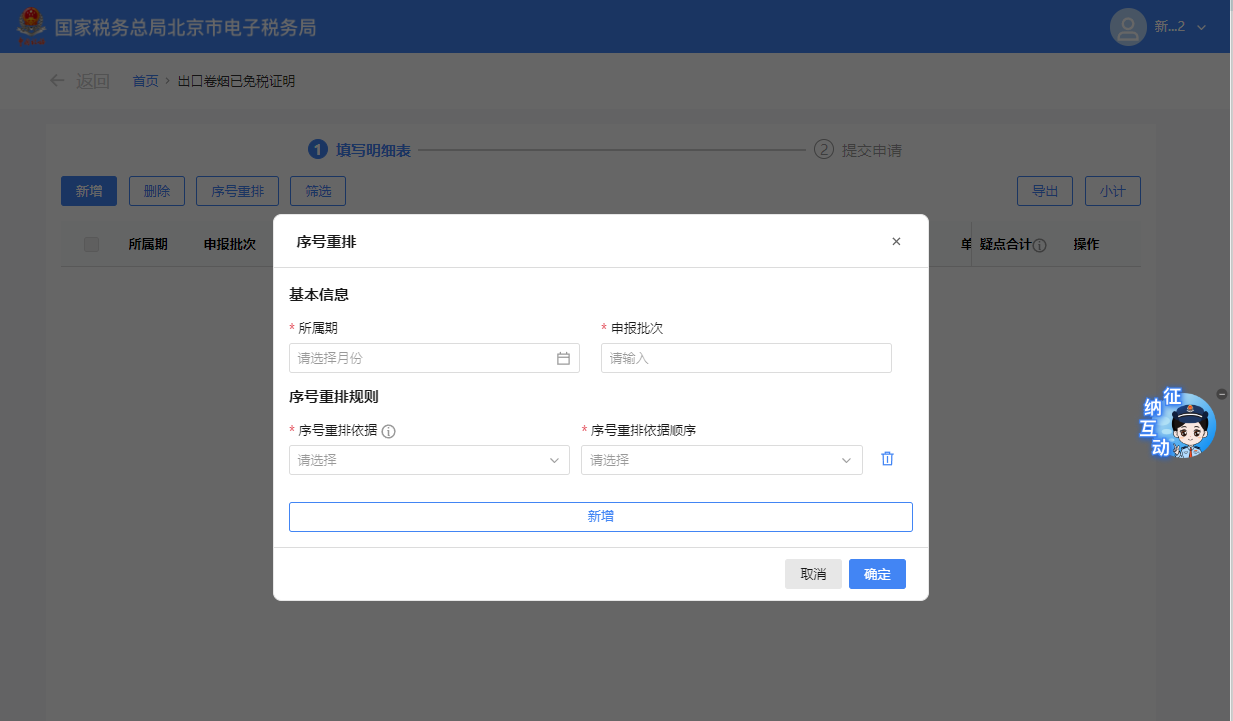 国家税务总局北京市电子税务局
新...2
返回 首页 › 出口卷烟已免税证明
1 填写明细表 2 提交申请
新增 删除 序号重排 筛选 导出 小计
所属期 申报批次 单 疑点合计 操作
序号重排 ×
基本信息
* 所属期 * 申报批次
请选择月份 请输入
序号重排规则
* 序号重排依据 * 序号重排依据顺序
请选择 请选择
新增
取消 确定
征纳互动